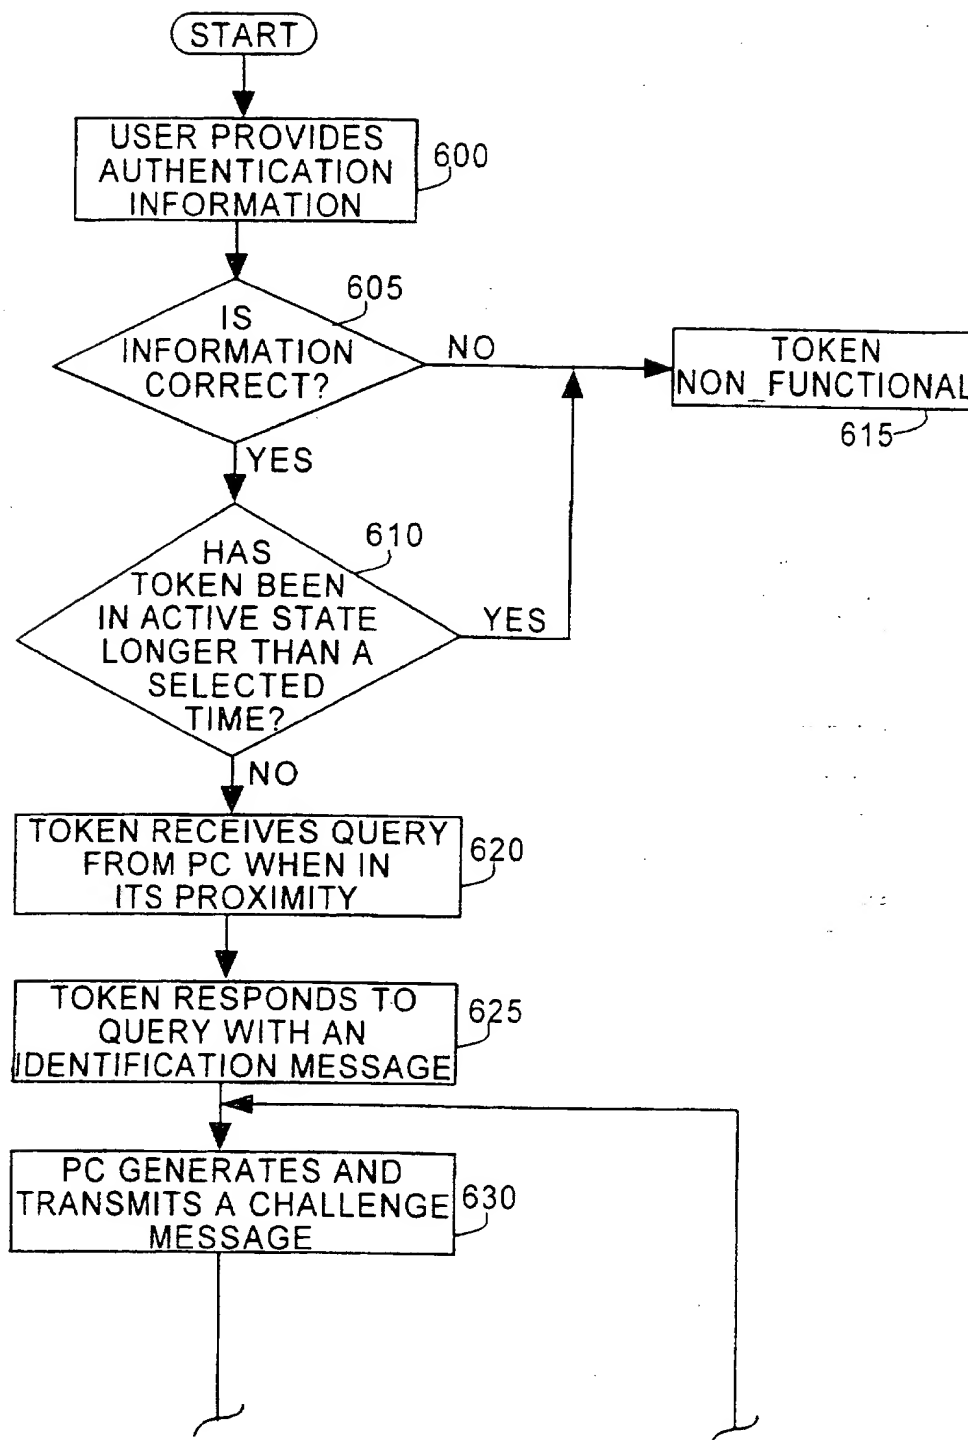 START
USER PROVIDES
AUTHENTICATION
INFORMATION
600
605
IS
INFORMATION
CORRECT?
NO
TOKEN
NON_FUNCTIONAL
615
YES
610
HAS
TOKEN BEEN
IN ACTIVE STATE
LONGER THAN A
SELECTED
TIME?
YES
NO
TOKEN RECEIVES QUERY
FROM PC WHEN IN
ITS PROXIMITY
620
TOKEN RESPONDS TO
QUERY WITH AN
IDENTIFICATION MESSAGE
625
PC GENERATES AND
TRANSMITS A CHALLENGE
MESSAGE
630